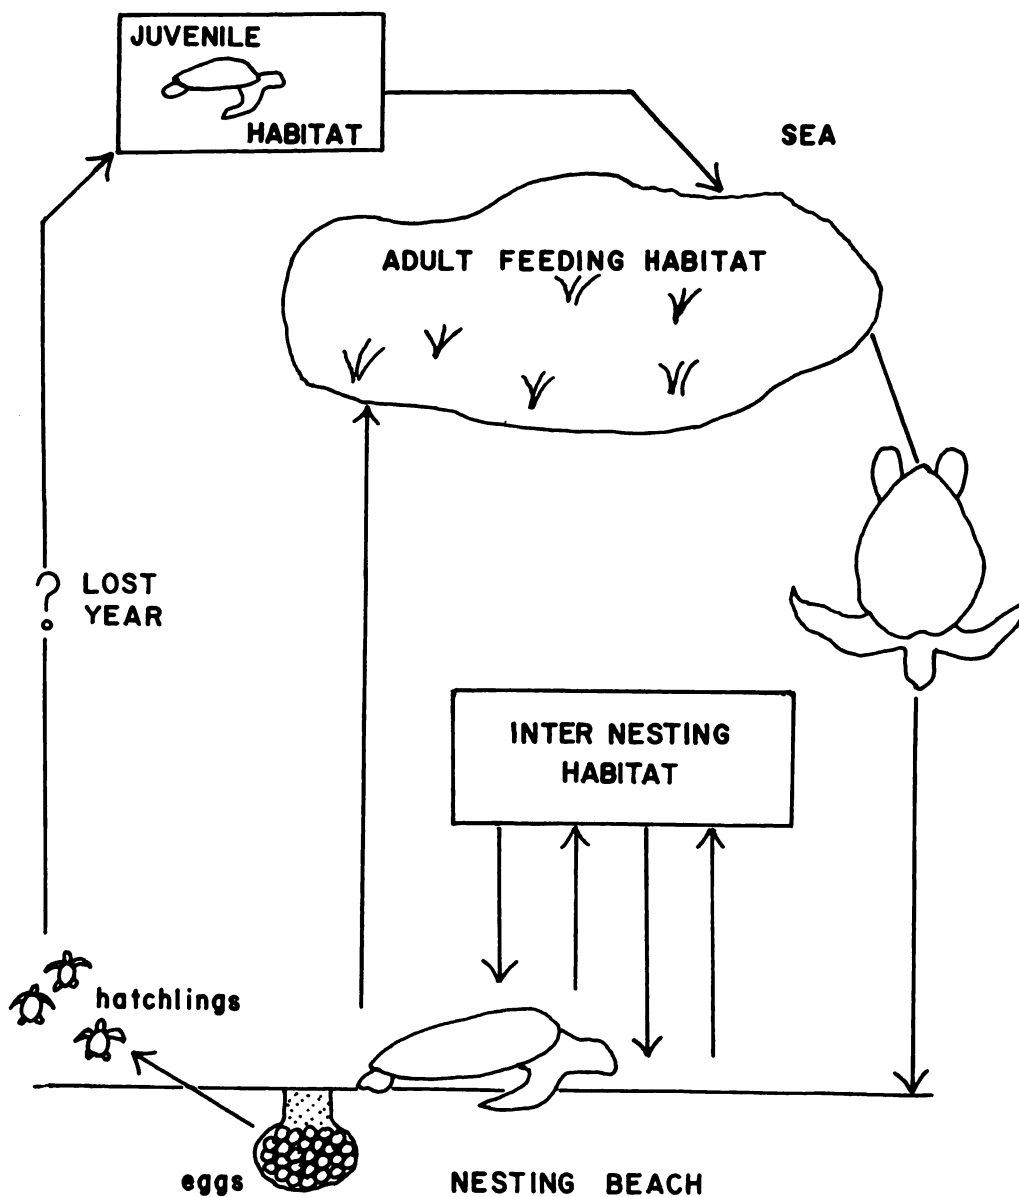 JUVENILE
HABITAT
SEA
ADULT FEEDING HABITAT
? LOST
YEAR
INTER NESTING
HABITAT
hatchlings
eggs
NESTING BEACH